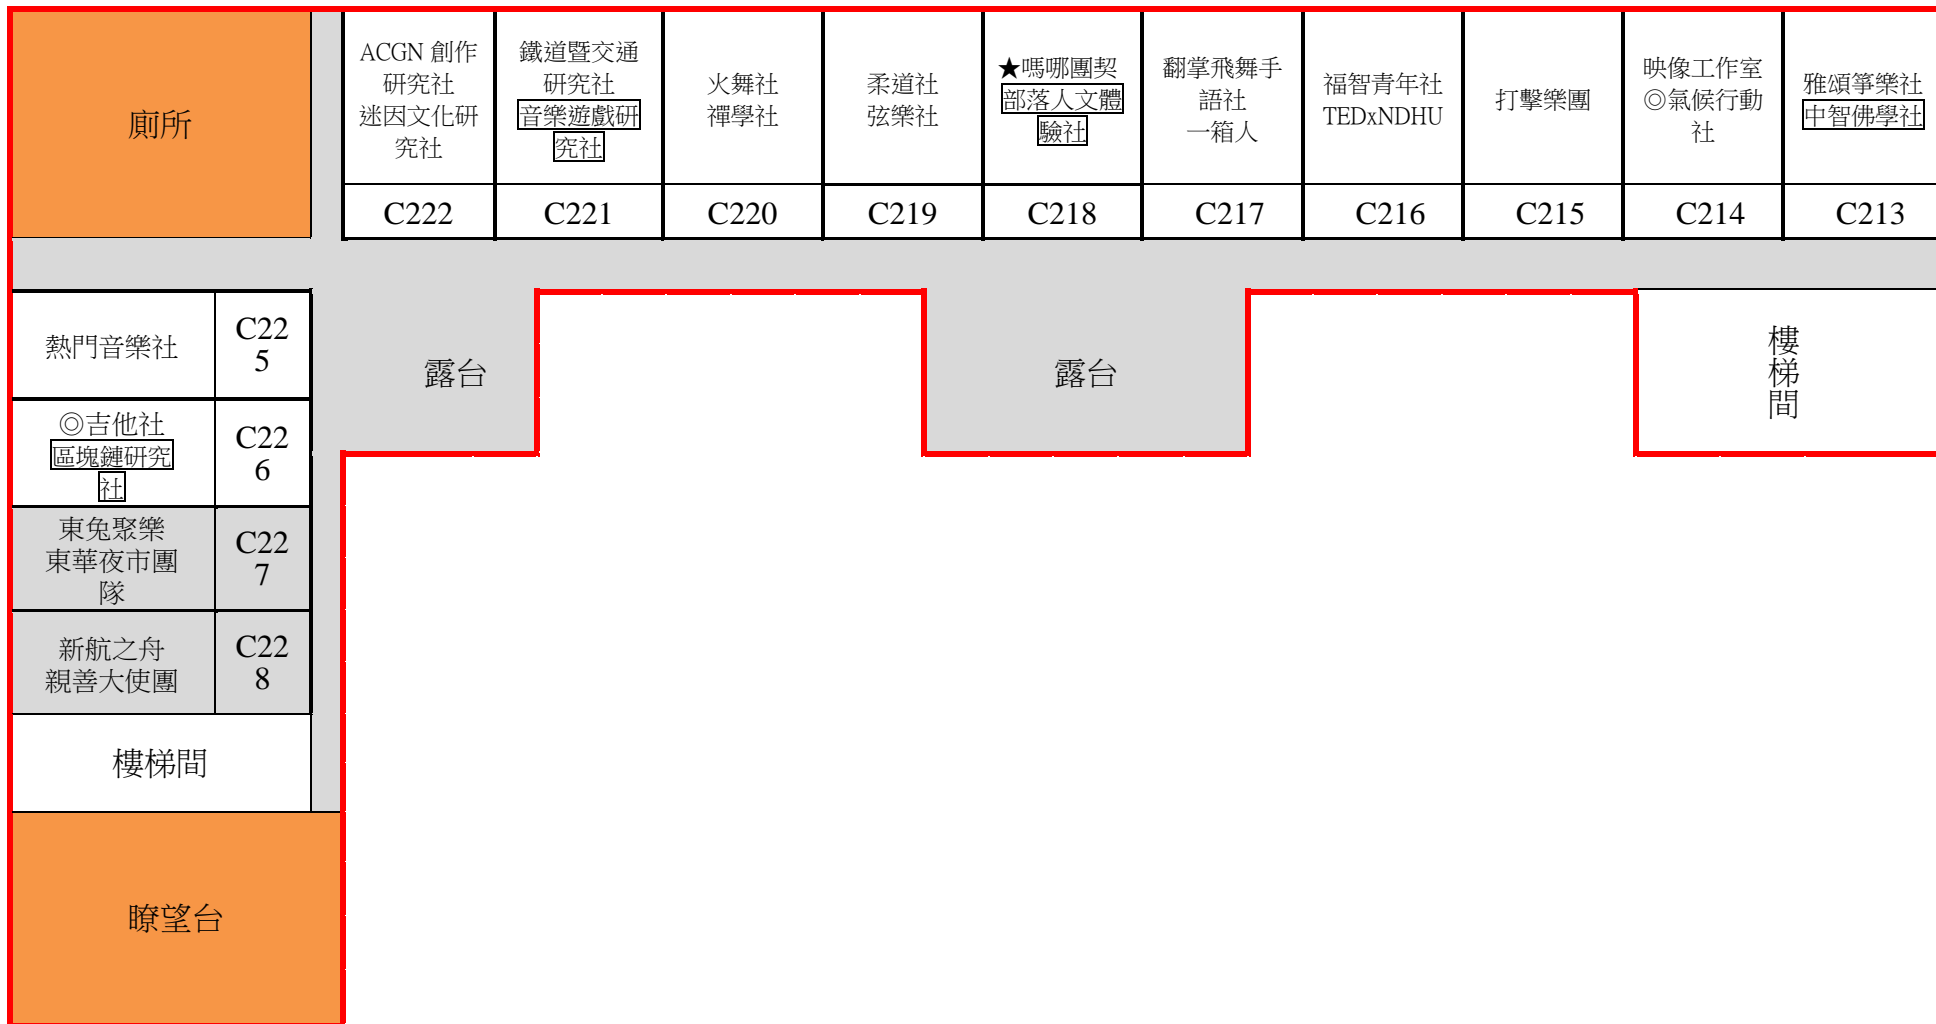 廁所
ACGN 創作
研究社
迷因文化研
究社
鐵道暨交通
研究社
音樂遊戲研
究社
火舞社
禪學社
柔道社
弦樂社
★嗎哪團契
部落人文體
驗社
翻掌飛舞手
語社
一箱人
福智青年社
TEDxNDHU
打擊樂團
映像工作室
◎氣候行動
社
雅頌箏樂社
中智佛學社
C222
C221
C220
C219
C218
C217
C216
C215
C214
C213
熱門音樂社
C22
5
露台
露台
樓
梯
間
◎吉他社
區塊鏈研究
社
C22
6
東兔聚樂
東華夜市團
隊
C22
7
新航之舟
親善大使團
C22
8
樓梯間
瞭望台